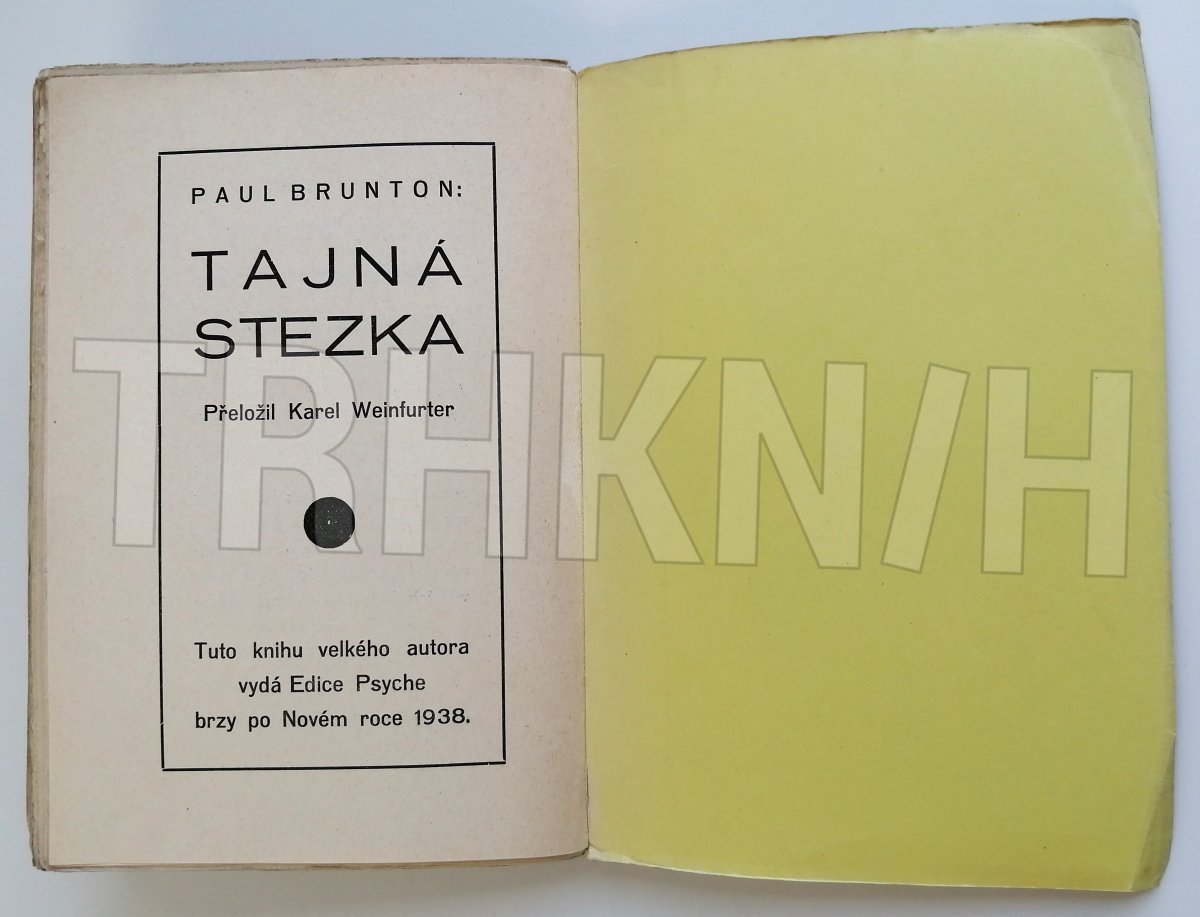 PAUL BRUNTON:
TAJNÁ
STEZKA
Přeložil Karel Weinfurter
Tuto knihu velkého autora
vydá Edice Psyche
brzy po Novém roce 1938.
TRHKN/H